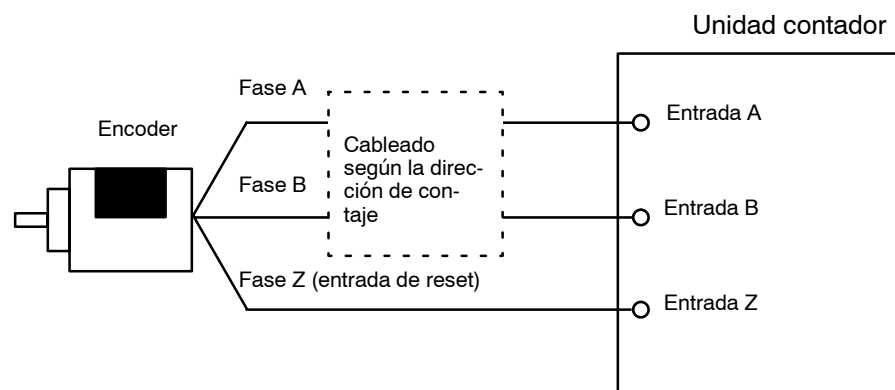 Unidad contador
Fase A
Entrada A
Encoder
Cableado
según la direc-
ción de con-
taje
Fase B
Entrada B
Fase Z (entrada de reset)
Entrada Z